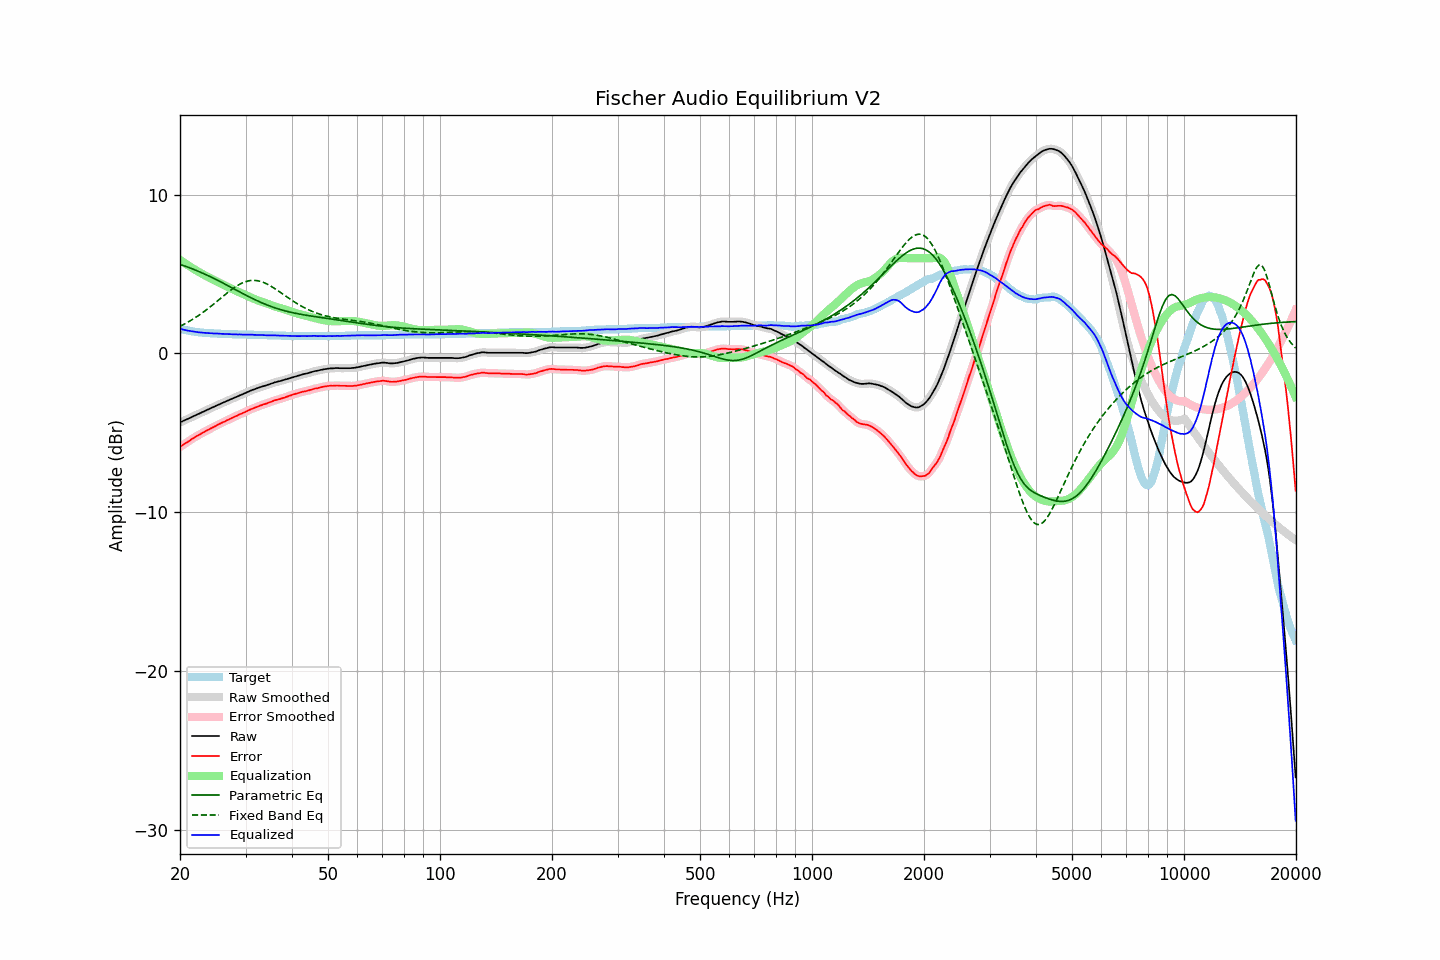 Fischer Audio Equilibrium V2
Amplitude (dBr)
10
0
−10
−20
−30
Target
Raw Smoothed
Error Smoothed
Raw
Error
Equalization
Parametric Eq
Fixed Band Eq
Equalized
20 50 100 200 500 1000 2000 5000 10000 20000
Frequency (Hz)